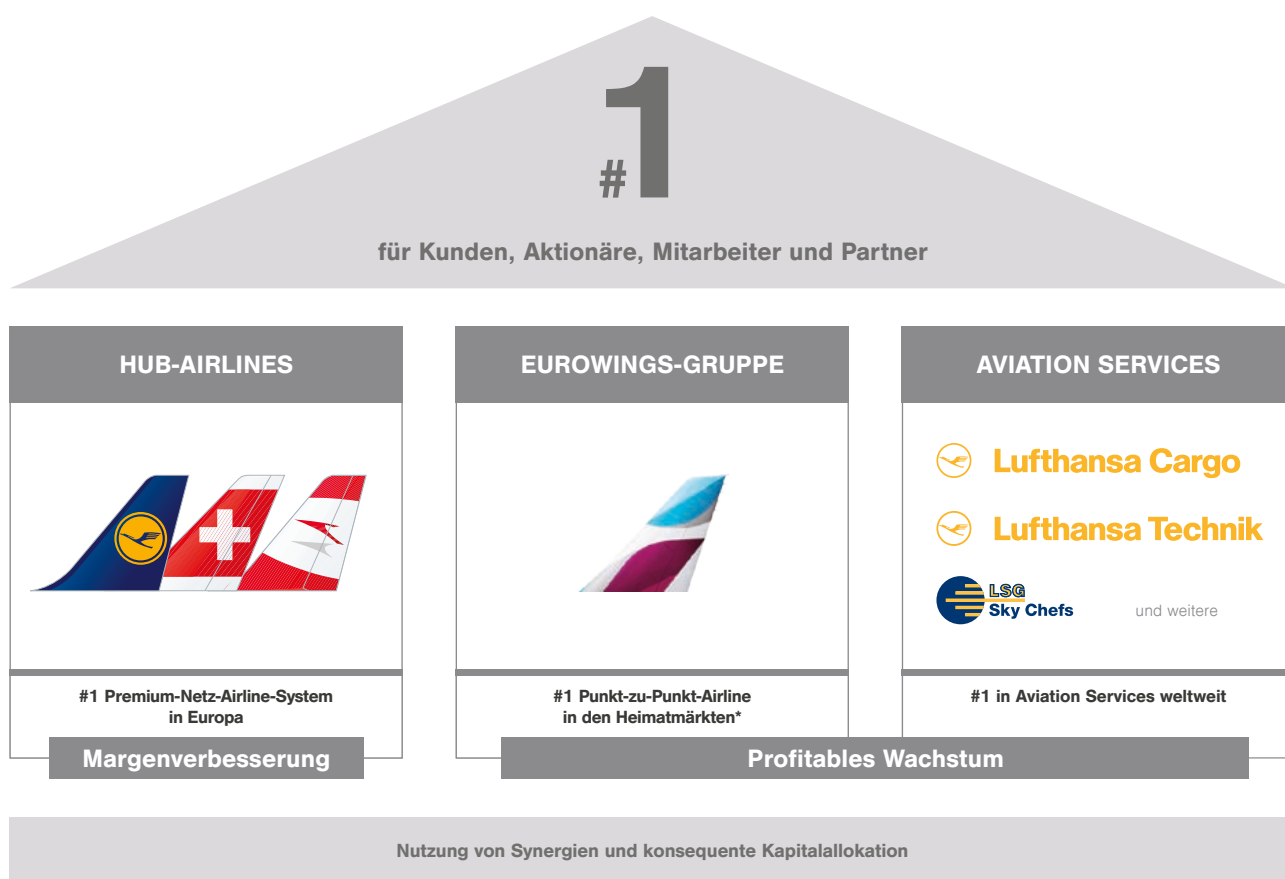 #1
für Kunden, Aktionäre, Mitarbeiter und Partner
HUB-AIRLINES
#1 Premium-Netz-Airline-System
in Europa
Margenverbesserung
EUROWINGS-GRUPPE
#1 Punkt-zu-Punkt-Airline
in den Heimatmärkten*
AVIATION SERVICES
Lufthansa Cargo
Lufthansa Technik
LSG
Sky Chefs
und weitere
#1 in Aviation Services weltweit
Profitables Wachstum
Nutzung von Synergien und konsequente Kapitalallokation